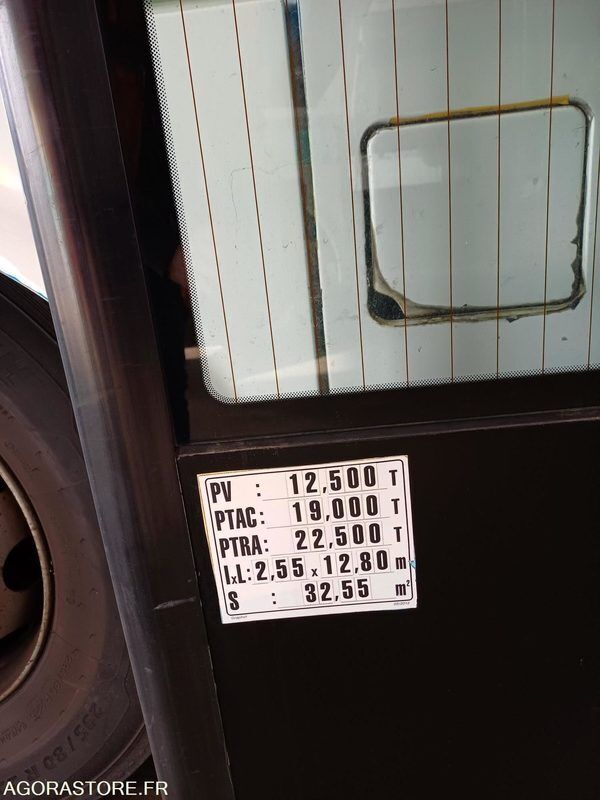 PV : 12,500 T
PTAC: 19,000 T
PTRA: 22,500 T
IxL: 2,55 x 12,80 m
S : 32,55 m²
AGORASTORE.FR